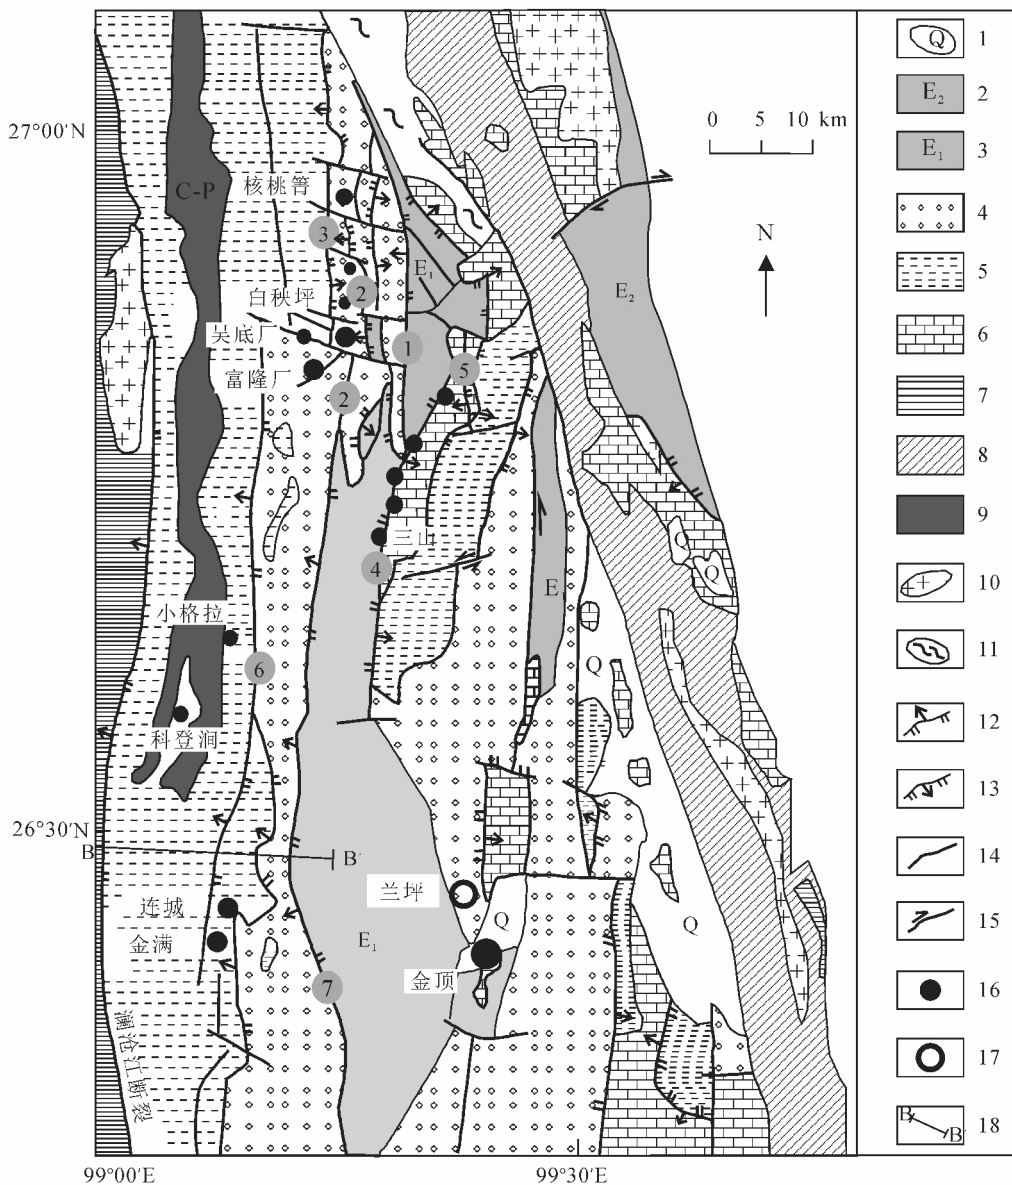 27°00′N
0 5 10 km
N
C-P
核桃箐
3
E₁
2
E₂
白秧坪
吴底厂
1
富隆厂
5
2
三山
4
Q
Q
E
小格拉
6
Q
科登涧
26°30′N
B
B′
兰坪
连城
Q
Q
金满
E₁
金顶
7
澜沧江断裂
99°00′E
99°30′E
Q 1
E₂ 2
E₁ 3
4
5
6
7
8
9
10
11
12
13
14
15
16
17
B B′ 18